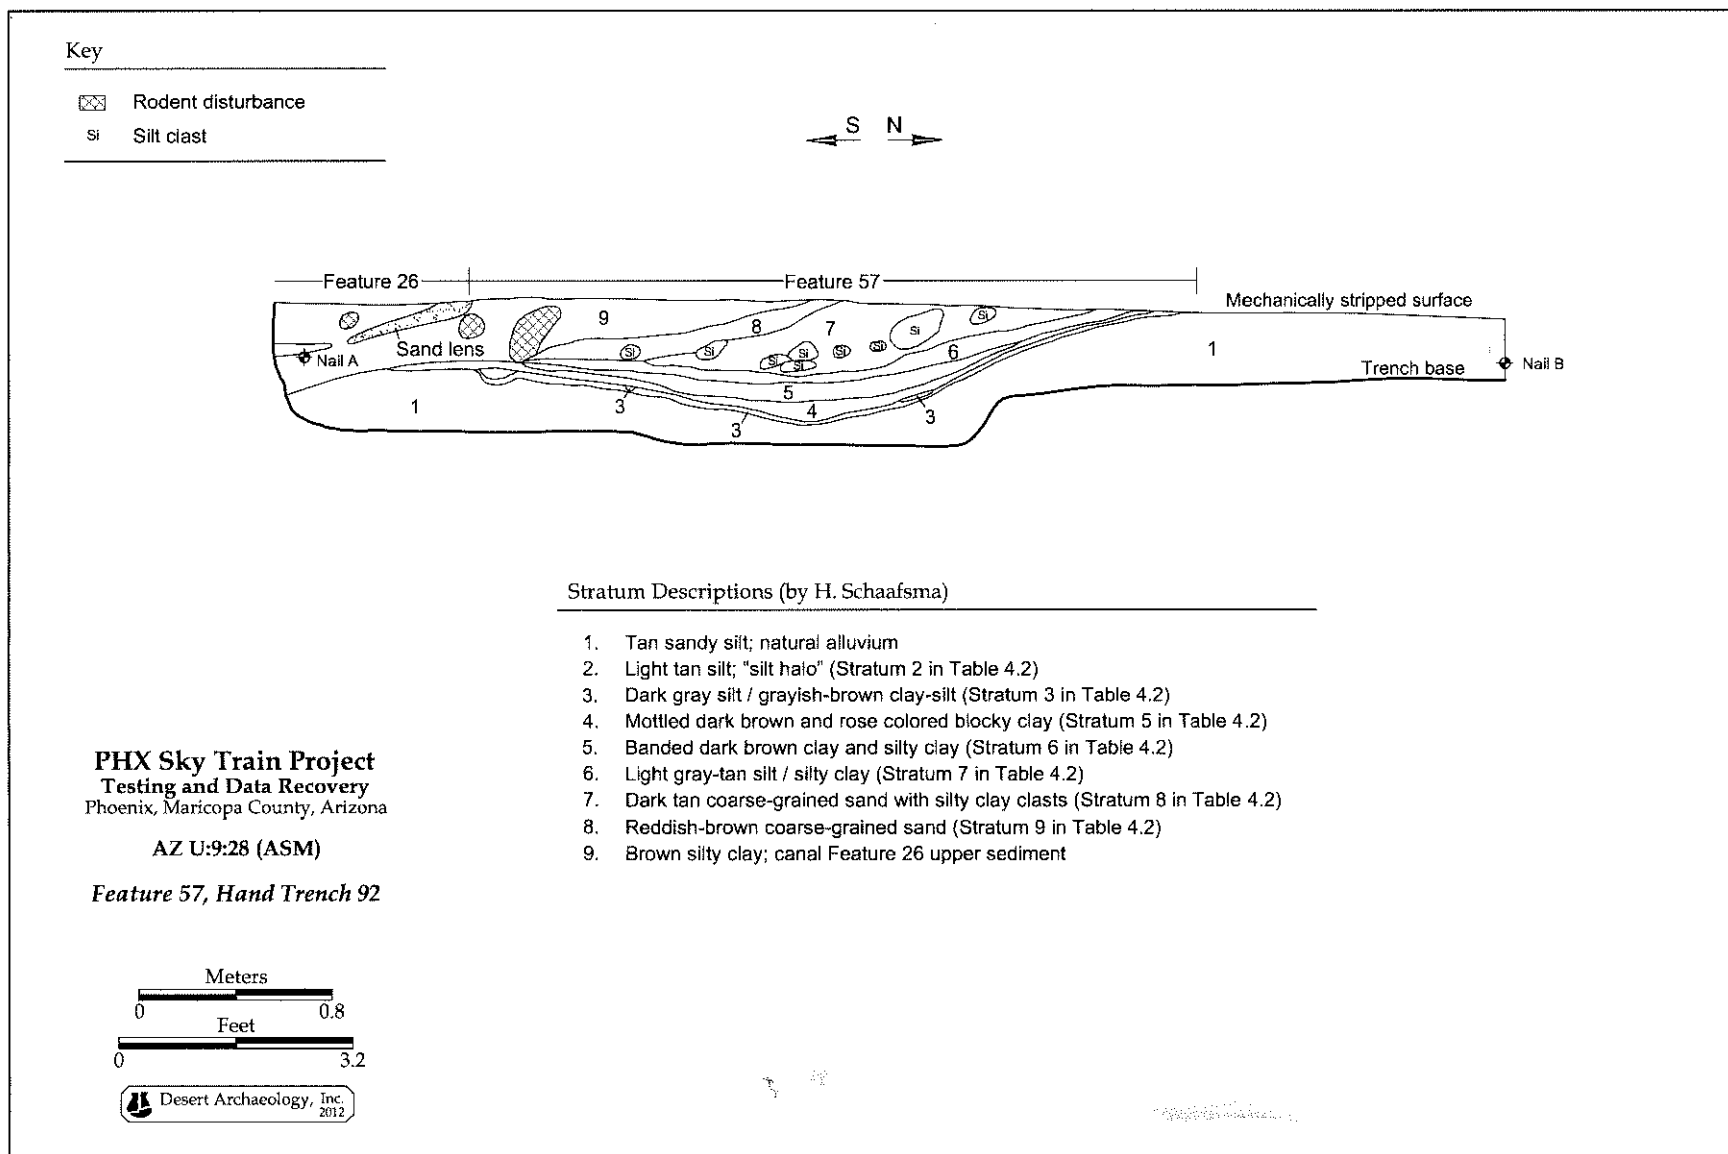 Key
Rodent disturbance
Si Silt clast
S N
Feature 26
Feature 57
Mechanically stripped surface
9
8
7
Si
Si
Sand lens
Si
Si
Si
Si
Si
Si
6
1
Nail A
Trench base
Nail B
5
1
3
4
3
3
Stratum Descriptions (by H. Schaafsma)
1. Tan sandy silt; natural alluvium
2. Light tan silt; "silt halo" (Stratum 2 in Table 4.2)
3. Dark gray silt / grayish-brown clay-silt (Stratum 3 in Table 4.2)
4. Mottled dark brown and rose colored blocky clay (Stratum 5 in Table 4.2)
5. Banded dark brown clay and silty clay (Stratum 6 in Table 4.2)
6. Light gray-tan silt / silty clay (Stratum 7 in Table 4.2)
7. Dark tan coarse-grained sand with silty clay clasts (Stratum 8 in Table 4.2)
8. Reddish-brown coarse-grained sand (Stratum 9 in Table 4.2)
9. Brown silty clay; canal Feature 26 upper sediment
PHX Sky Train Project
Testing and Data Recovery
Phoenix, Maricopa County, Arizona
AZ U:9:28 (ASM)
Feature 57, Hand Trench 92
Meters
0 0.8
Feet
0 3.2
Desert Archaeology, Inc.
2012